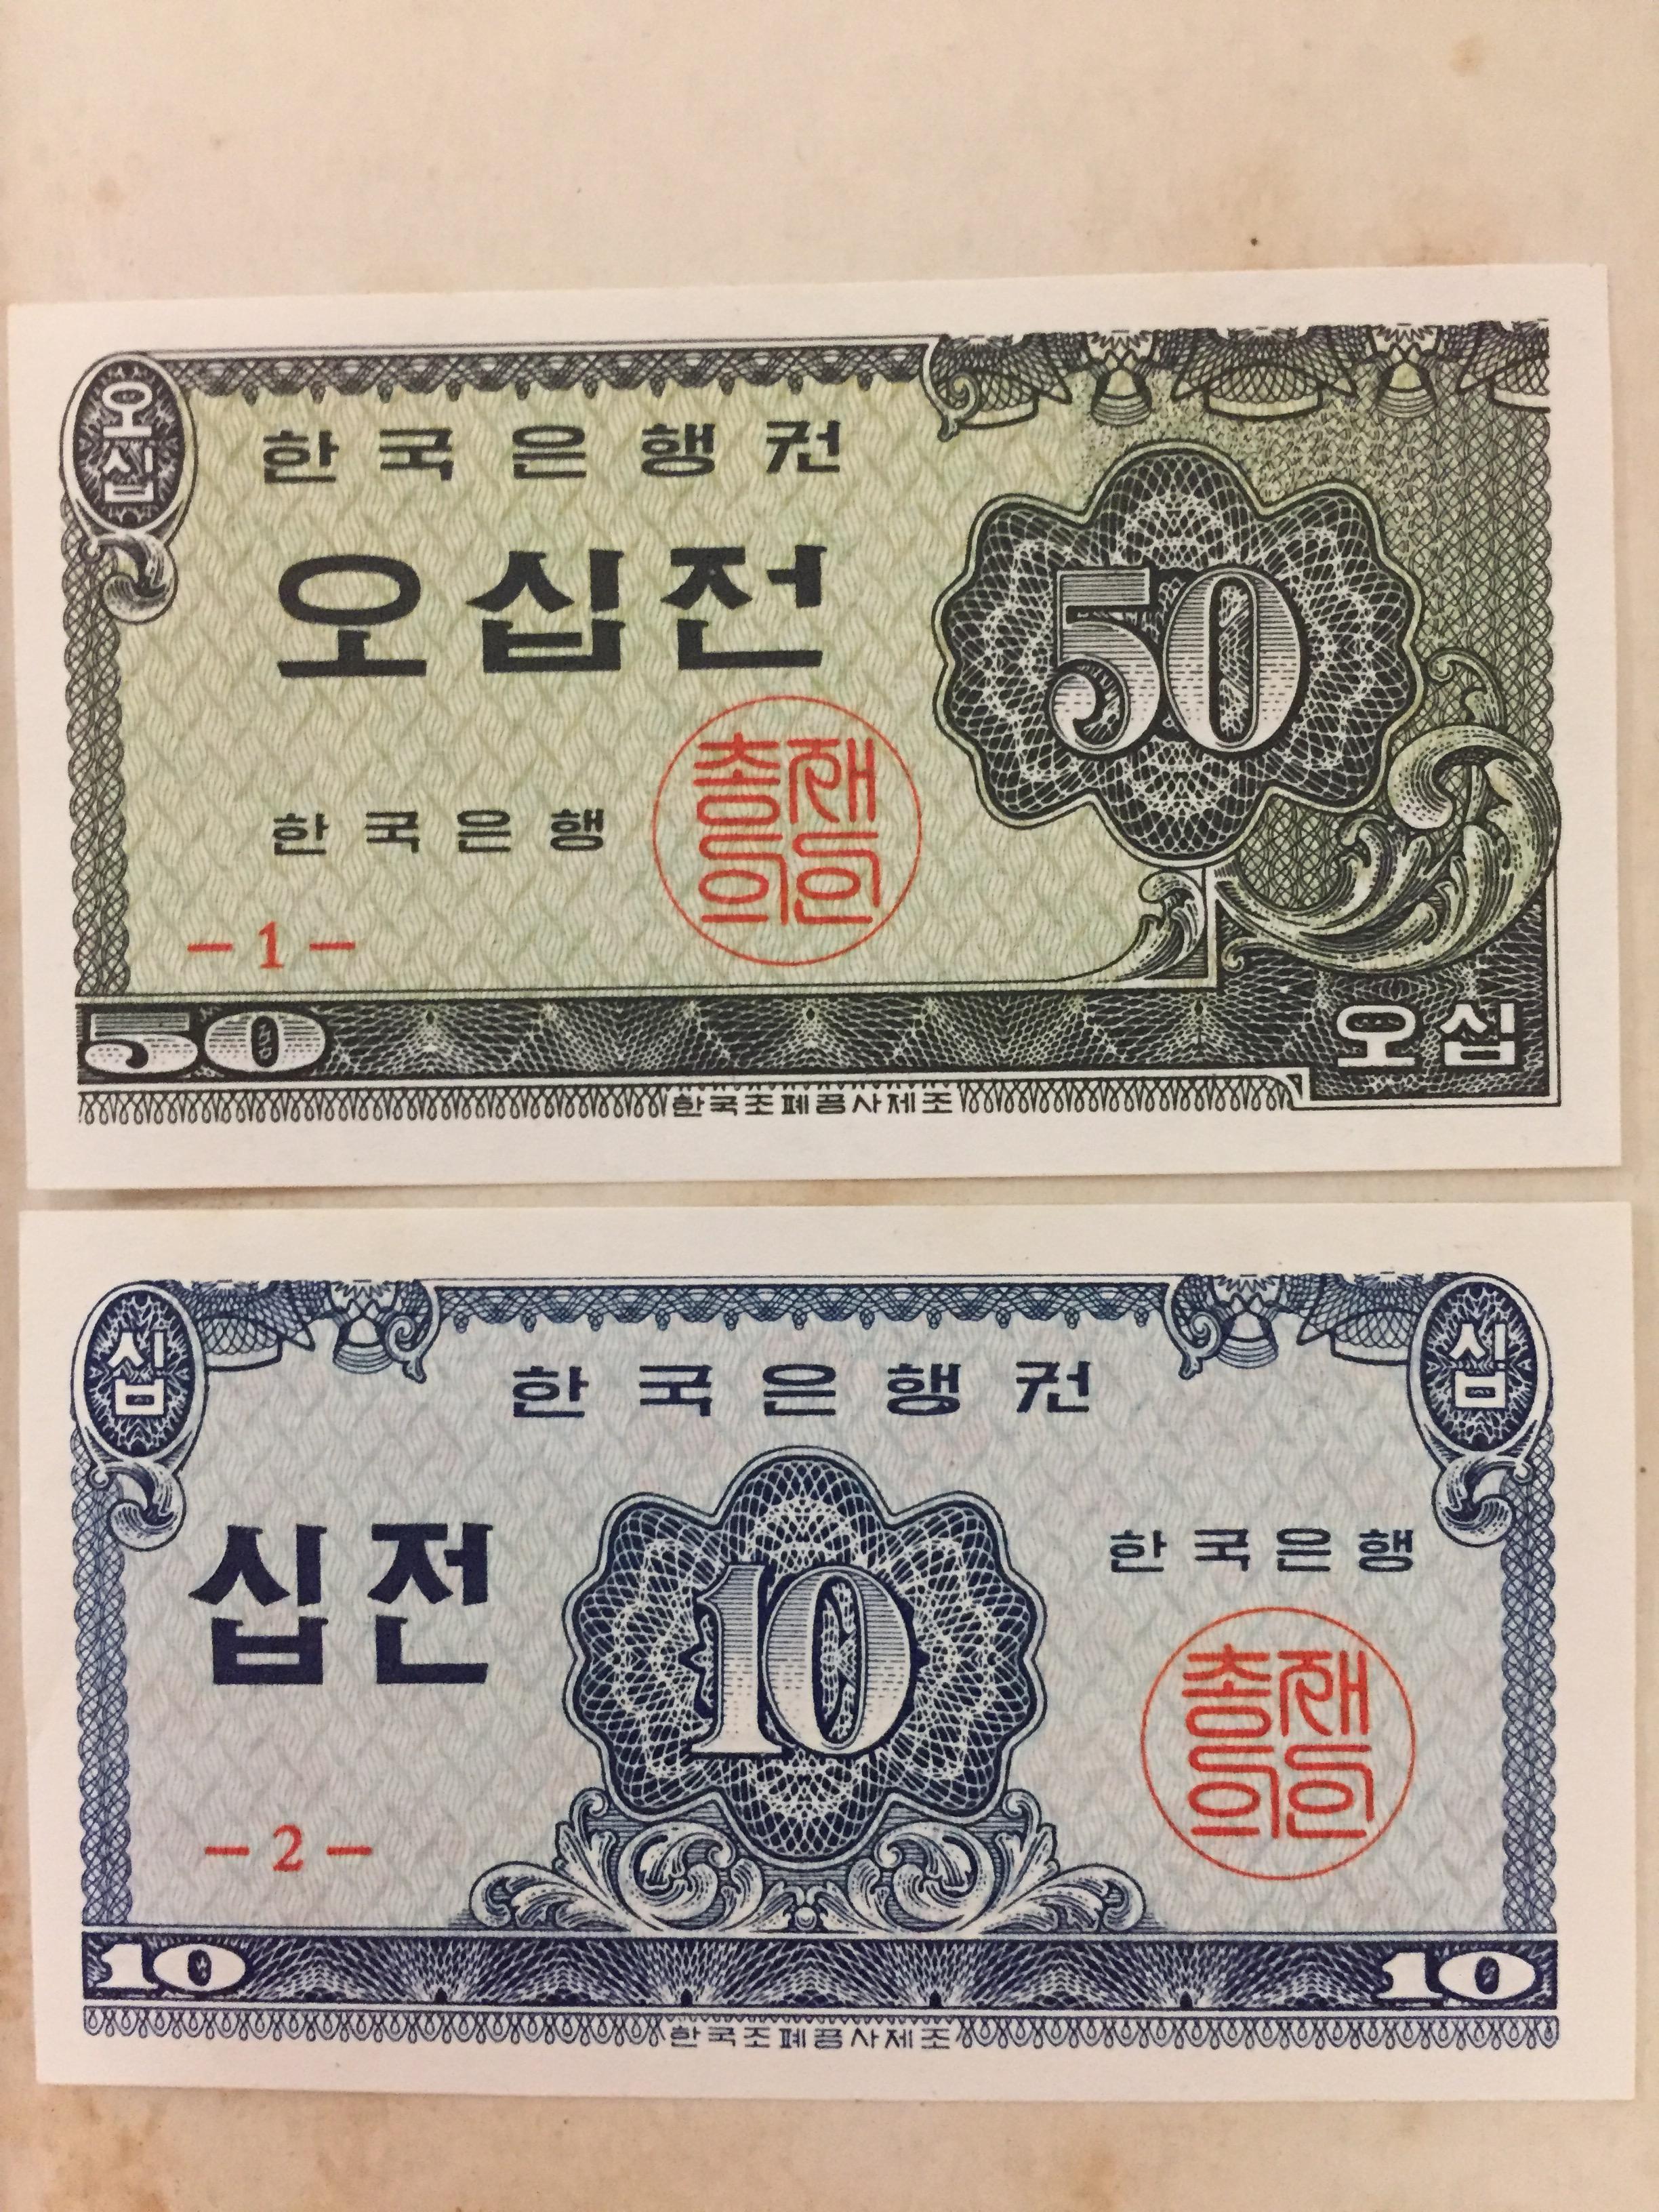 오십
한국은행권
오십전
50
한국은행
총재
의인
- 1 -
50
오십
한국조폐공사제조
십
십
한국은행권
십전
10
한국은행
총재
의인
- 2 -
10
10
한국조폐공사제조